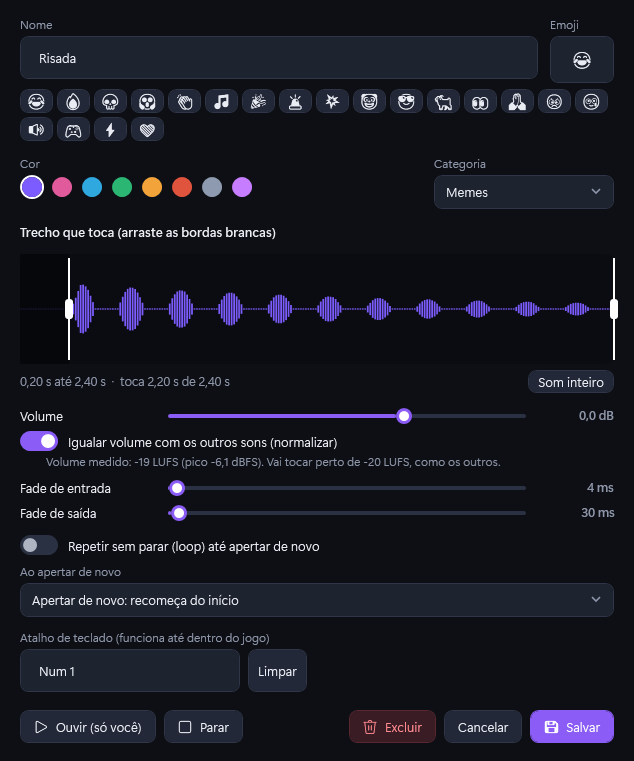 Nome
Emoji
Risada
Cor
Categoria
Memes
Trecho que toca (arraste as bordas brancas)
0,20 s até 2,40 s · toca 2,20 s de 2,40 s
Som inteiro
Volume
0,0 dB
Igualar volume com os outros sons (normalizar)
Volume medido: -19 LUFS (pico -6,1 dBFS). Vai tocar perto de -20 LUFS, como os outros.
Fade de entrada
4 ms
Fade de saída
30 ms
Repetir sem parar (loop) até apertar de novo
Ao apertar de novo
Apertar de novo: recomeça do início
Atalho de teclado (funciona até dentro do jogo)
Num 1
Limpar
Ouvir (só você)
Parar
Excluir
Cancelar
Salvar